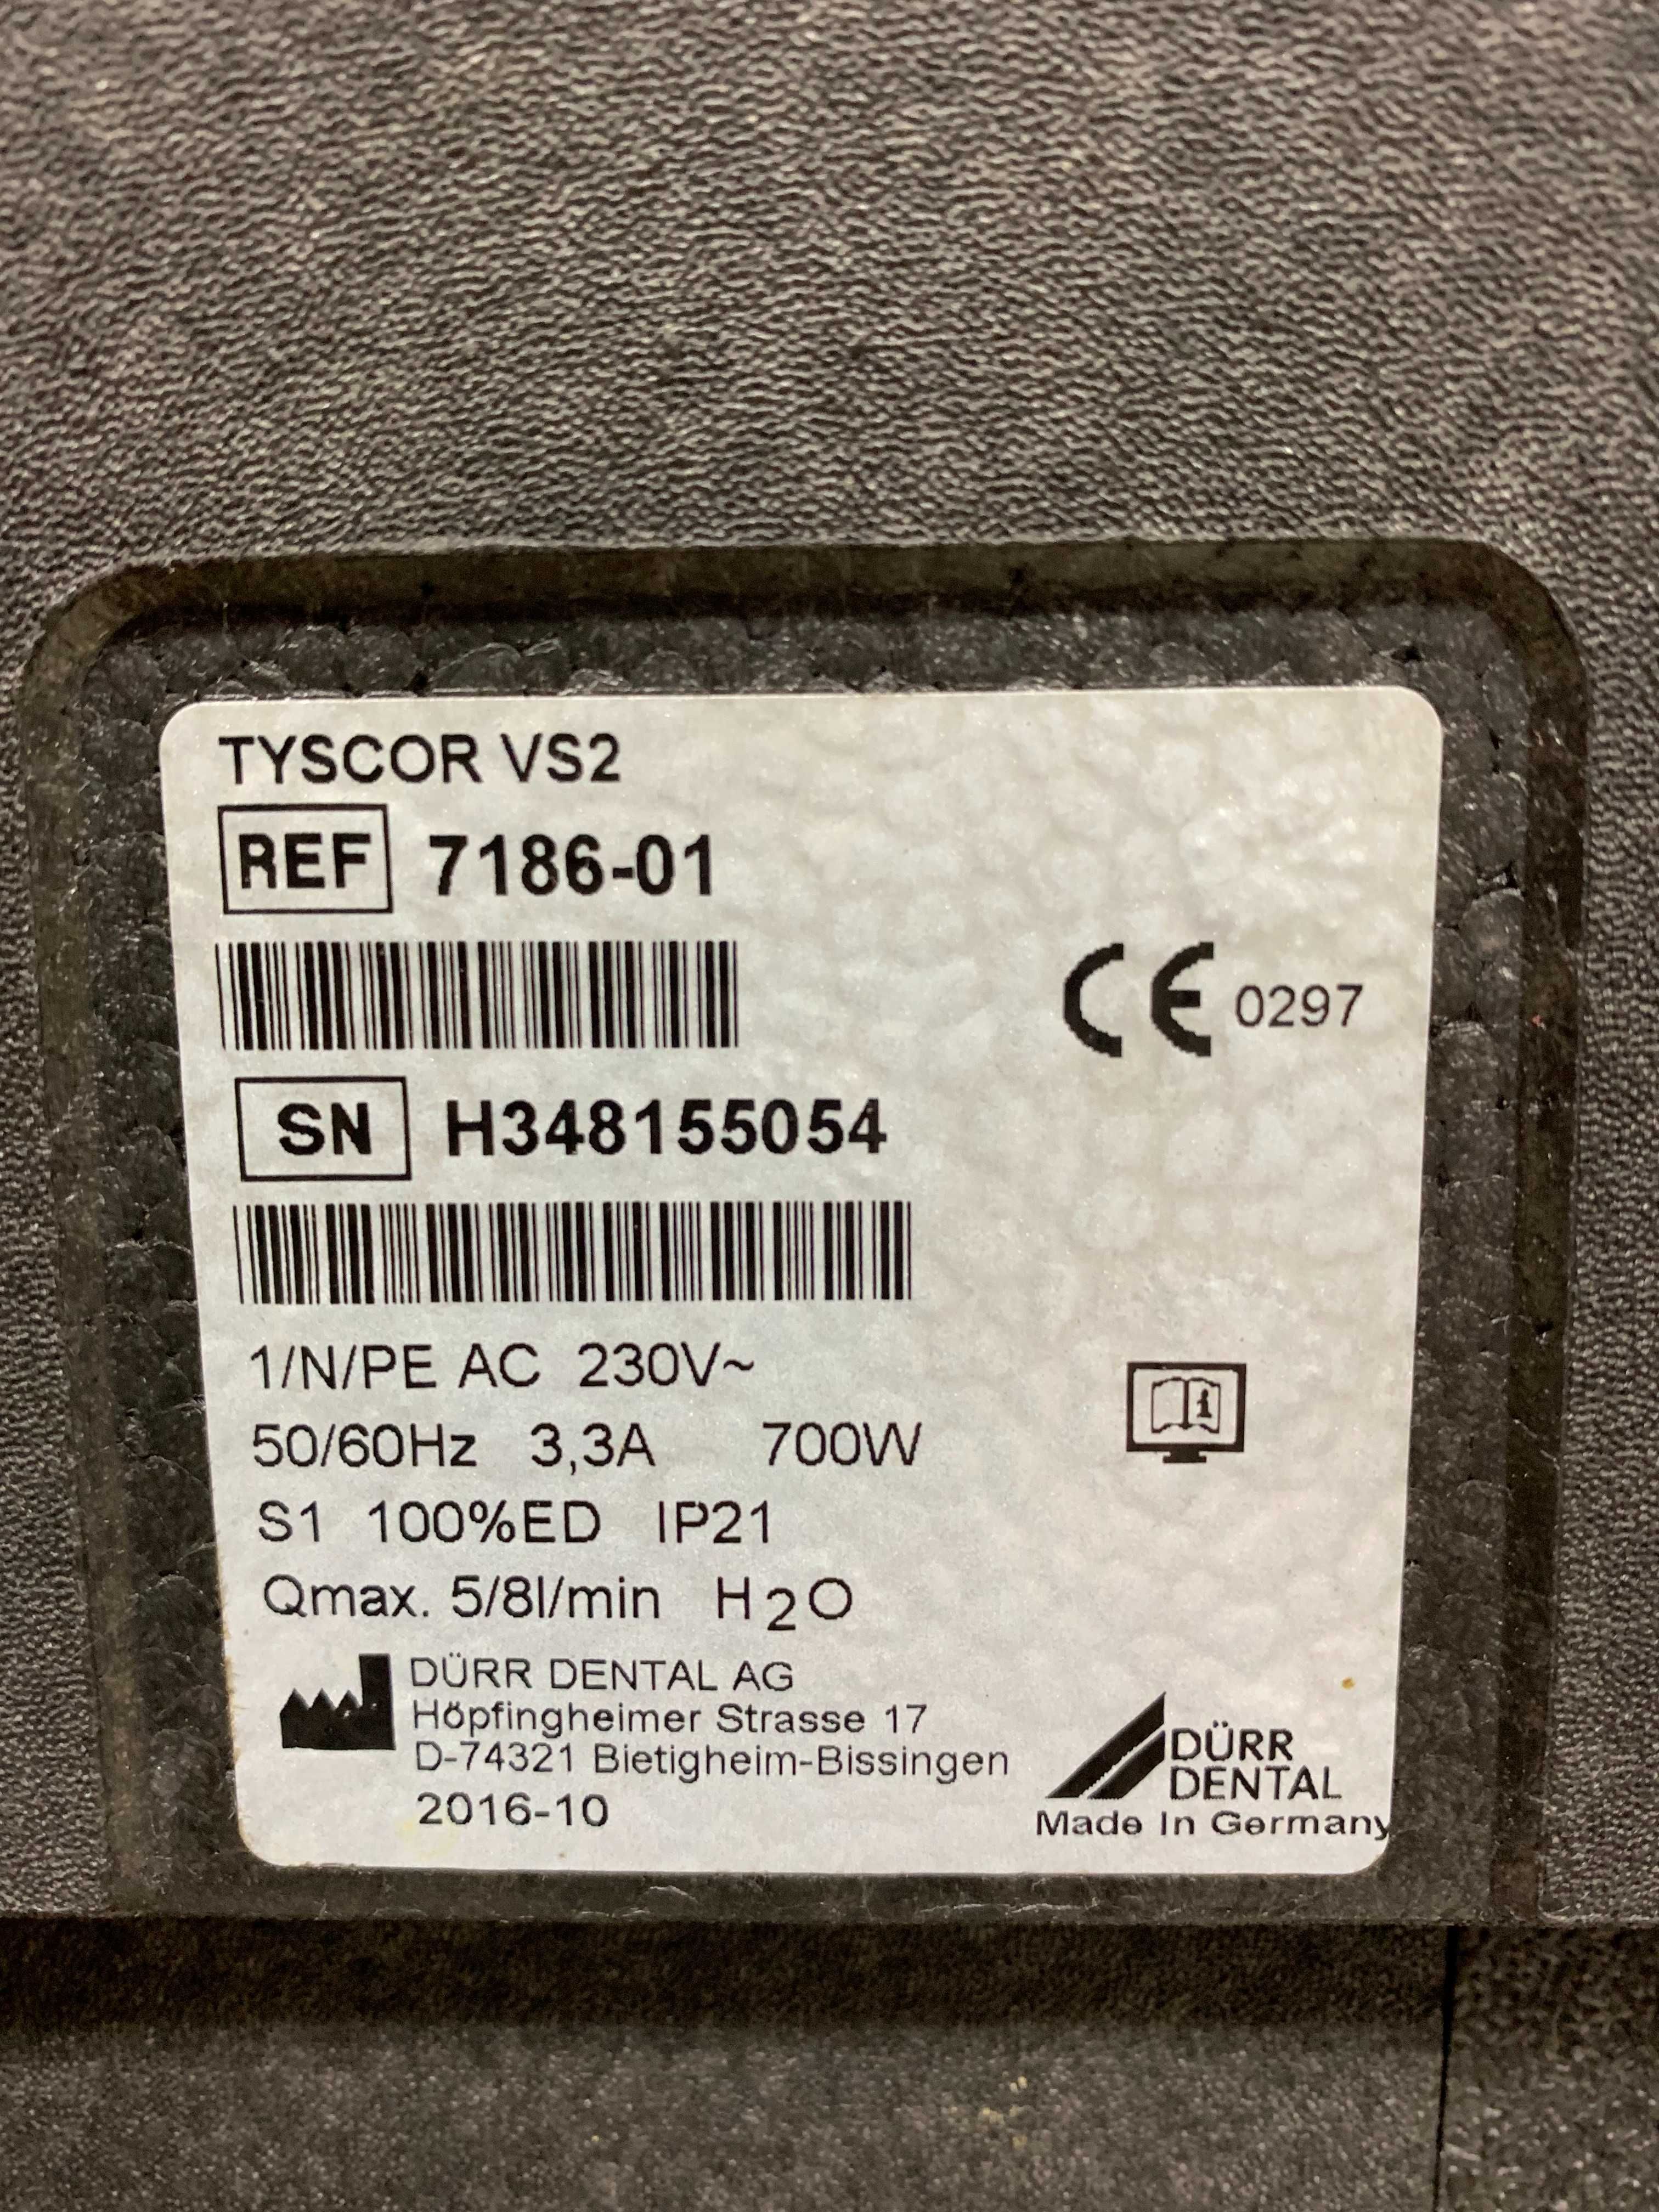 TYSCOR VS2
REF 7186-01
CE 0297
SN H348155054
1/N/PE AC 230V~
50/60Hz 3,3A 700W
S1 100%ED IP21
Qmax. 5/8l/min H2O
DÜRR DENTAL AG
Höpfingheimer Strasse 17
D-74321 Bietigheim-Bissingen
2016-10
DÜRR
DENTAL
Made In Germany